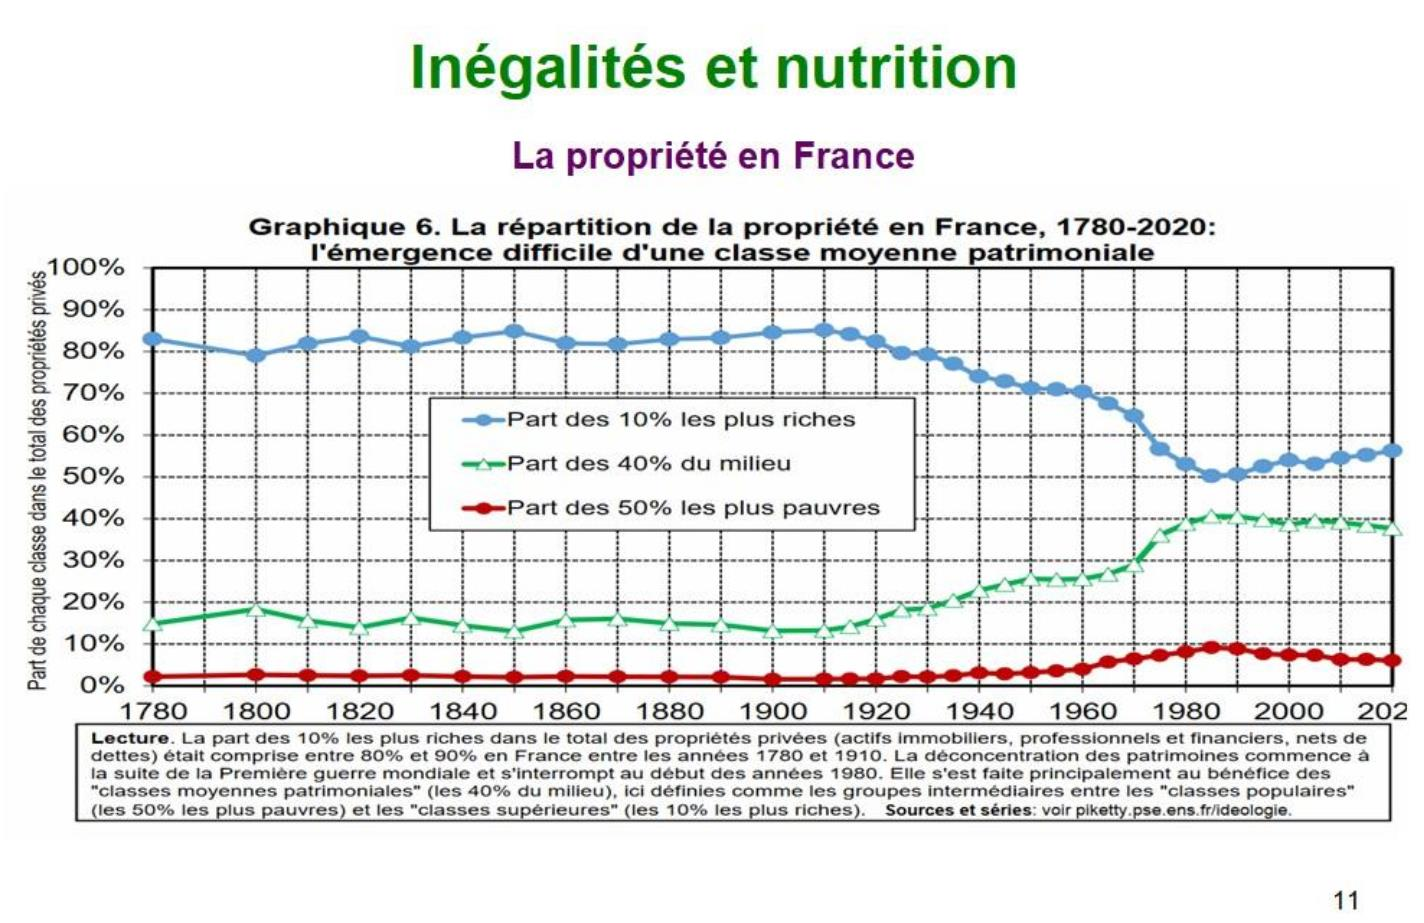 Inégalités et nutrition
La propriété en France
Graphique 6. La répartition de la propriété en France, 1780-2020:
l'émergence difficile d'une classe moyenne patrimoniale
Part de chaque classe dans le total des propriétés privés
100%
90%
80%
70%
60%
50%
40%
30%
20%
10%
0%
Part des 10% les plus riches
Part des 40% du milieu
Part des 50% les plus pauvres
1780 1800 1820 1840 1860 1880 1900 1920 1940 1960 1980 2000 202
Lecture. La part des 10% les plus riches dans le total des propriétés privées (actifs immobiliers, professionnels et financiers, nets de
dettes) était comprise entre 80% et 90% en France entre les années 1780 et 1910. La déconcentration des patrimoines commence à
la suite de la Première guerre mondiale et s'interrompt au début des années 1980. Elle s'est faite principalement au bénéfice des
"classes moyennes patrimoniales" (les 40% du milieu), ici définies comme les groupes intermédiaires entre les "classes populaires"
(les 50% les plus pauvres) et les "classes supérieures" (les 10% les plus riches). Sources et séries: voir piketty.pse.ens.fr/ideologie.
11